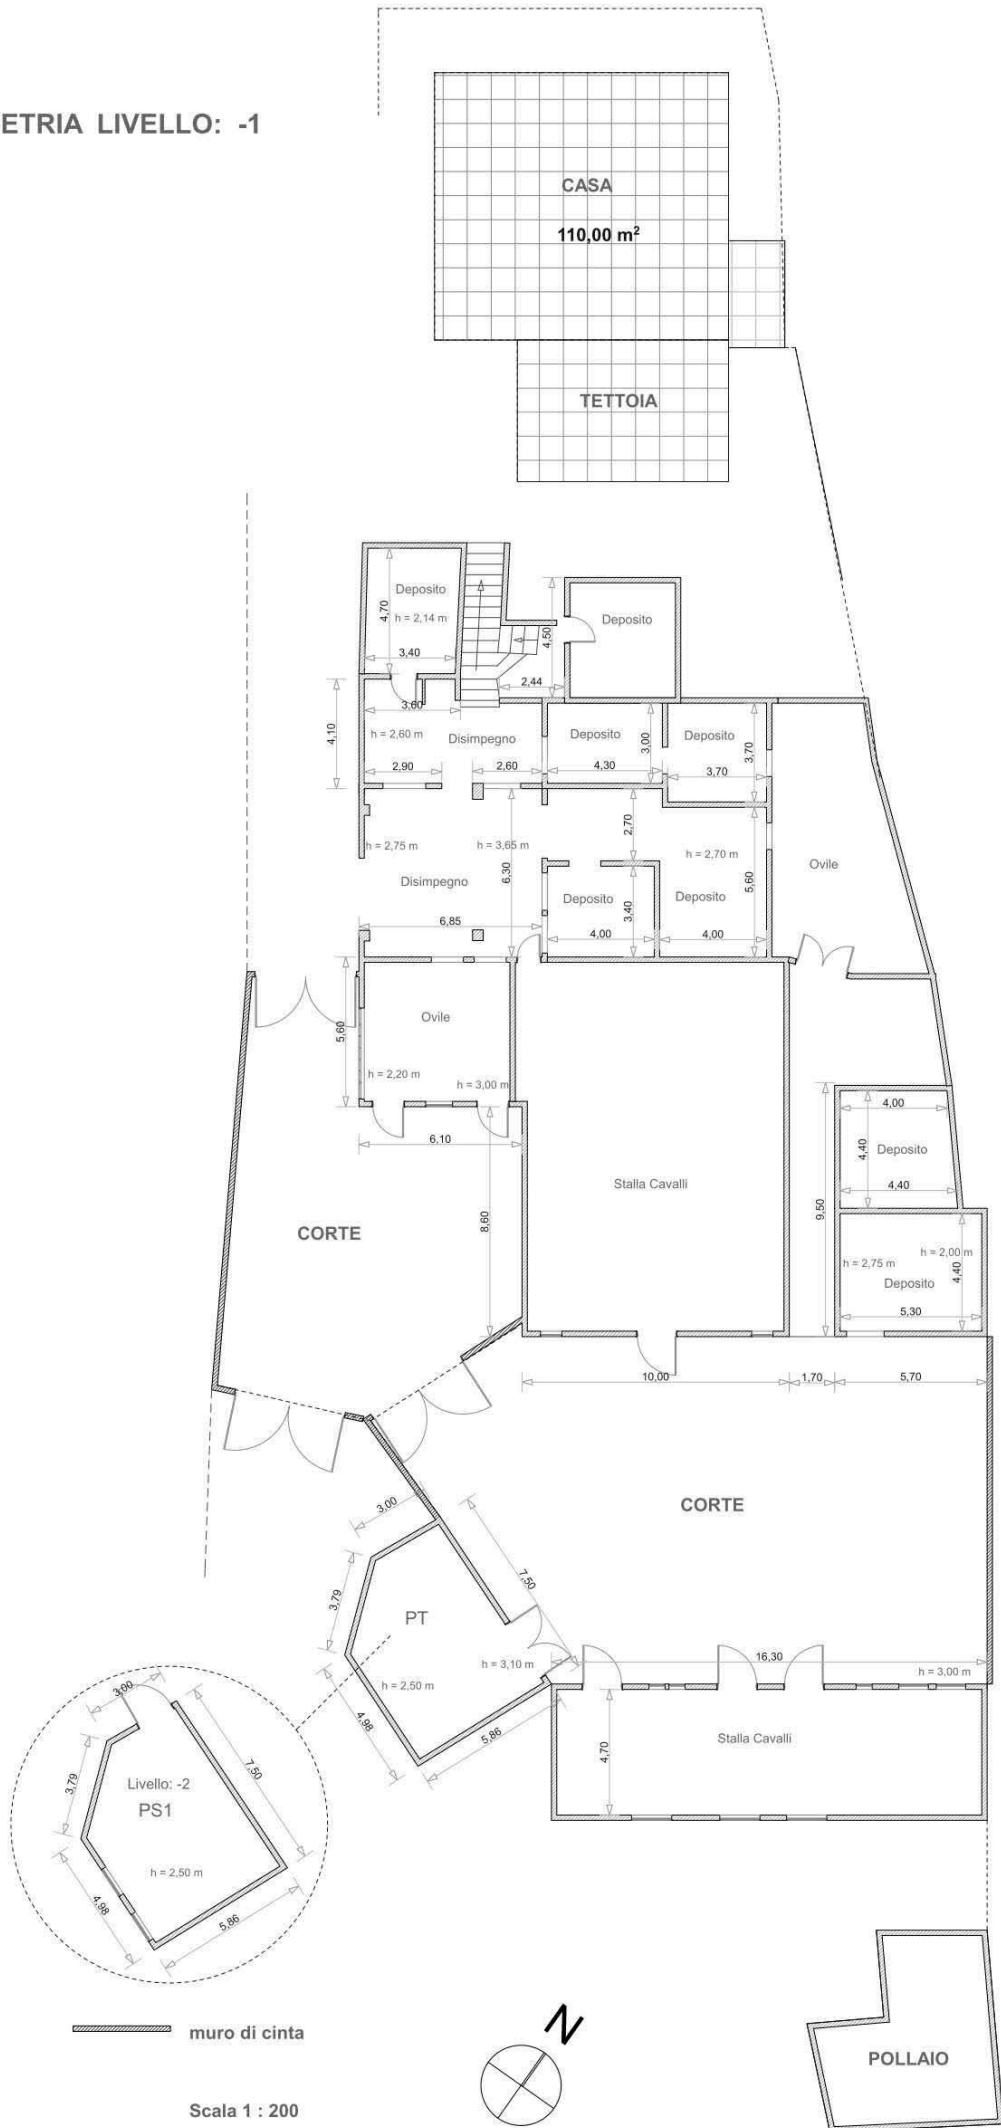 ETRIA LIVELLO: -1
CASA
110,00 m²
TETTOIA
Deposito
h = 2,14 m
4,70
3,40
Deposito
4,50
2,44
3,60
4,10
h = 2,60 m
Disimpegno
2,90
2,60
Deposito
3,00
4,30
Deposito
3,70
3,70
h = 2,75 m
h = 3,65 m
6,30
Disimpegno
6,85
2,70
h = 2,70 m
5,60
Deposito
3,40
4,00
Deposito
4,00
Ovile
Ovile
5,60
h = 2,20 m
h = 3,00 m
6,10
8,60
Stalla Cavalli
CORTE
9,50
4,00
4,40
Deposito
4,40
h = 2,00 m
h = 2,75 m
4,40
Deposito
5,30
10,00
1,70
5,70
CORTE
3,00
7,50
3,79
PT
h = 3,10 m
h = 2,50 m
4,98
5,86
16,30
h = 3,00 m
4,70
Stalla Cavalli
3,00
7,50
3,79
Livello: -2
PS1
h = 2,50 m
4,98
5,86
muro di cinta
N
POLLAIO
Scala 1 : 200